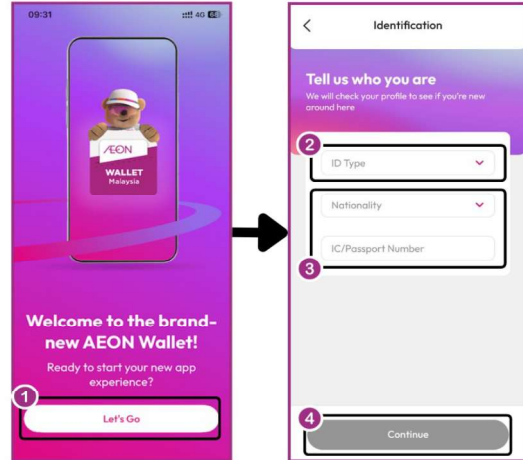 09:31
4G 66
AEON
WALLET
Malaysia
Welcome to the brand-
new AEON Wallet!
Ready to start your new app
experience?
1
Let's Go
Identification
Tell us who you are
We will check your profile to see if you're new
around here
2
ID Type
Nationality
IC/Passport Number
3
4
Continue